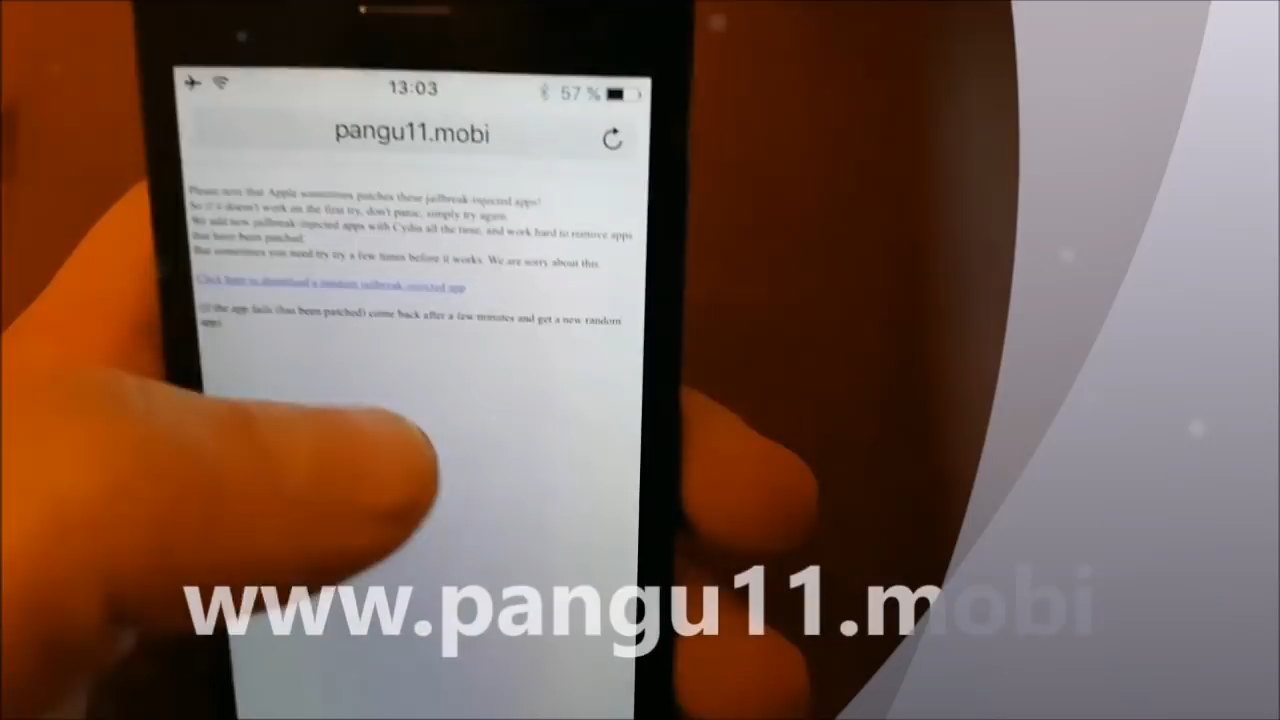 13:03
57 %
pangu11.mobi
Please note that Apple sometimes patches these jailbreak-injected apps!
So if it doesn't work on the first try, don't panic, simply try again.
We add new jailbreak-injected apps with Cydia all the time, and work hard to remove apps
that have been patched.
But sometimes you need try try a few times before it works. We are sorry about this
Click here to download a random jailbreak-injected app
(if the app fails (has been patched) come back after a few minutes and get a new random
app)
www.pangu11.mobi